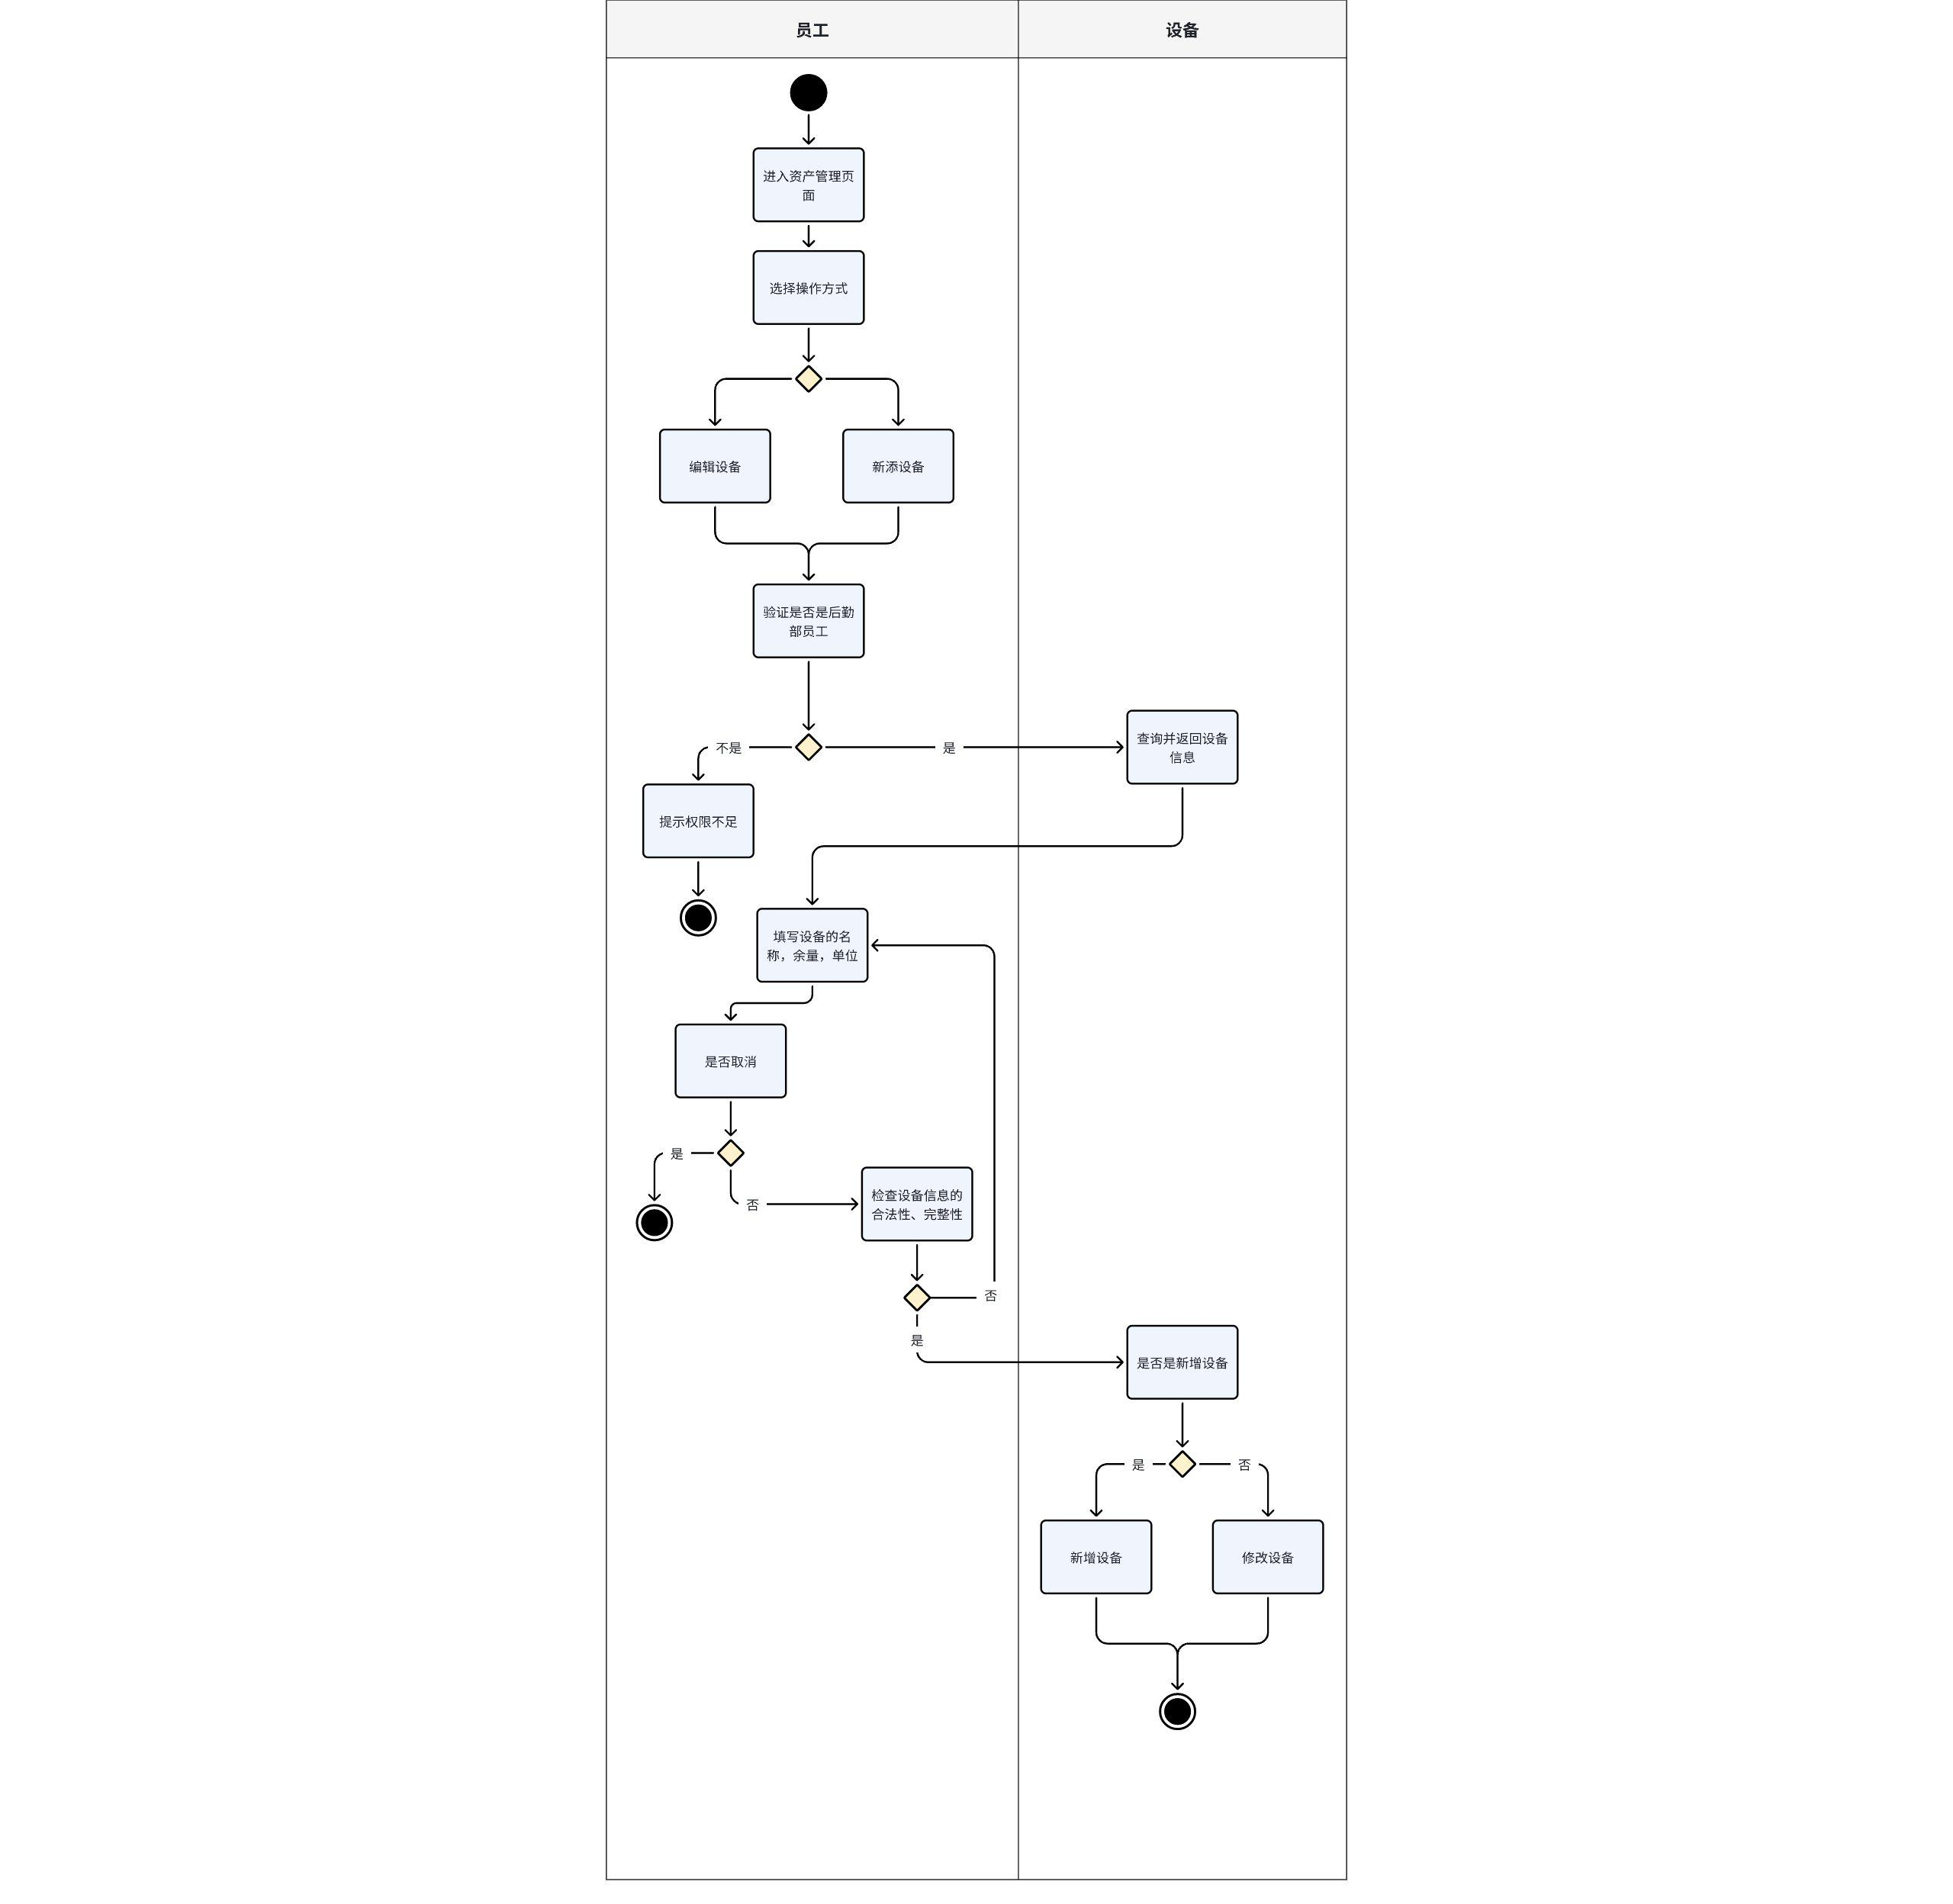 员工
设备
进入资产管理页
面
选择操作方式
编辑设备
新添设备
验证是否是后勤
部员工
不是
是
查询并返回设备
信息
提示权限不足
填写设备的名
称，余量，单位
是否取消
是
否
检查设备信息的
合法性、完整性
否
是
是否是新增设备
是
否
新增设备
修改设备